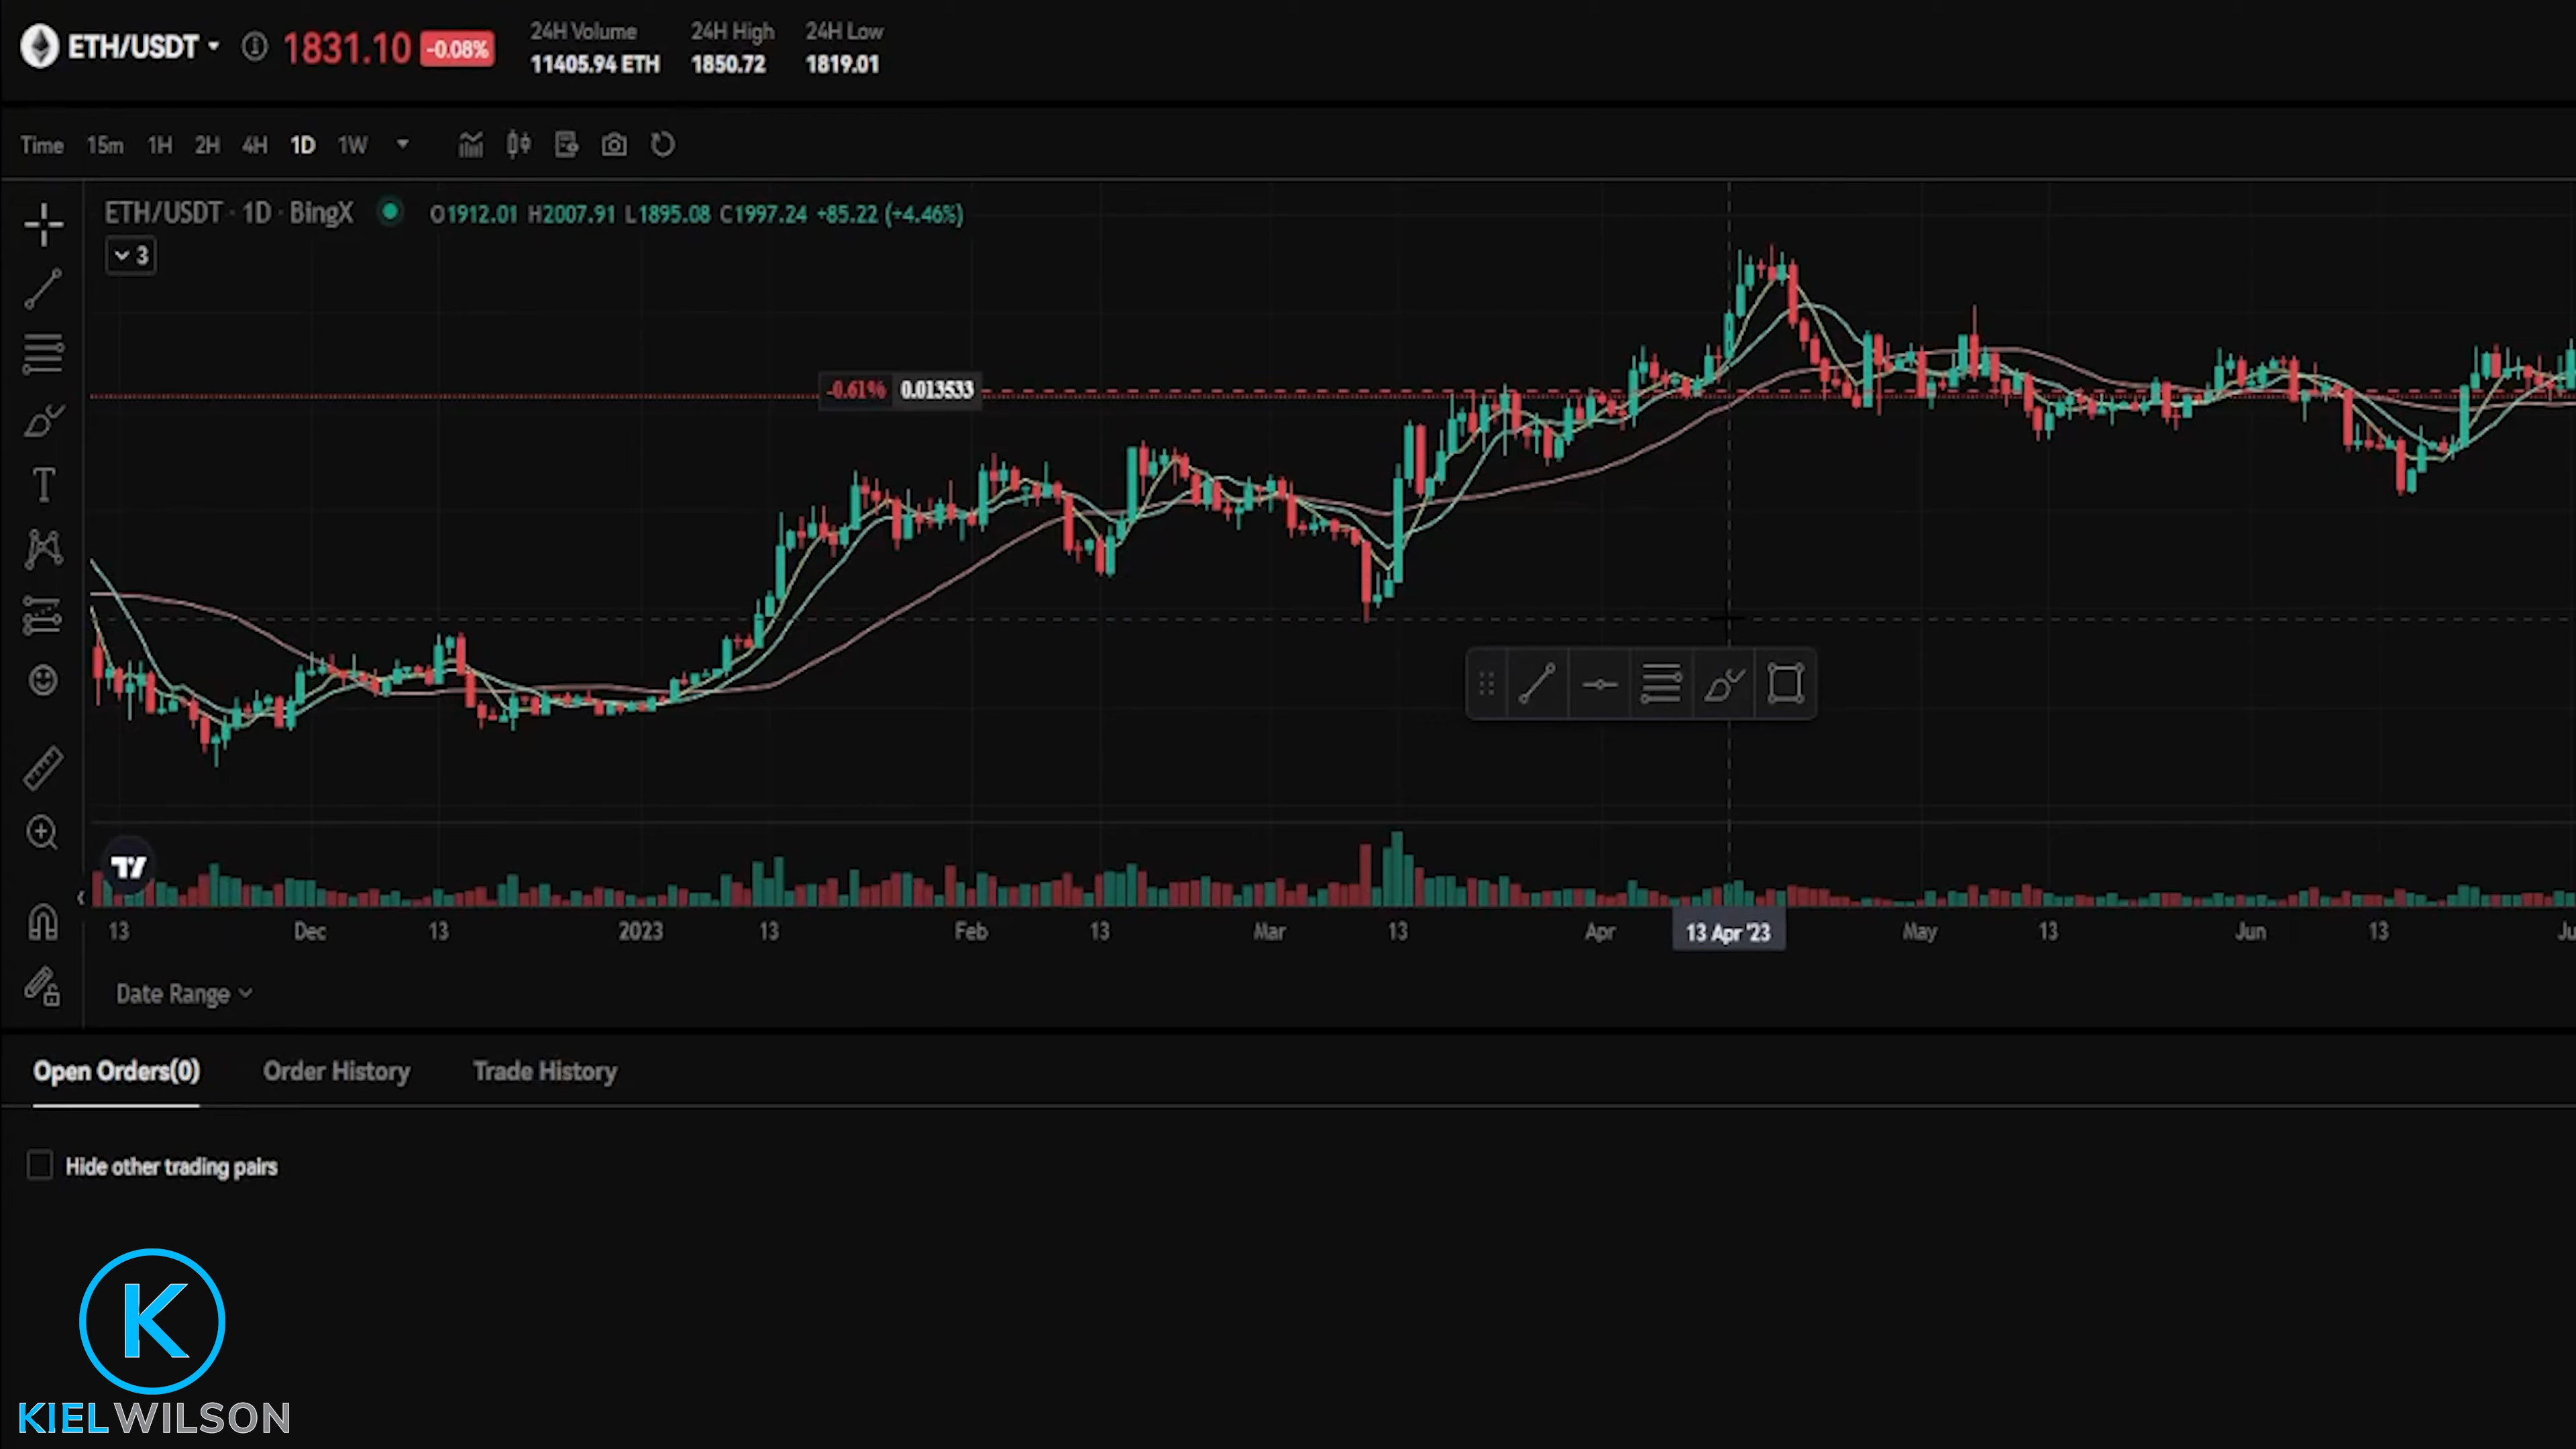 ETH/USDT 1831.10 -0.08%
24H Volume 24H High 24H Low
11405.94 ETH 1850.72 1819.01
Time 15m 1H 2H 4H 1D 1W
ETH/USDT · 1D · BingX O1912.01 H2007.91 L1895.08 C1997.24 +85.22 (+4.46%)
3
-0.61% 0.013533
13 Dec 13 2023 13 Feb 13 Mar 13 Apr 13 Apr '23 May 13 Jun 13 Ju
Date Range
Open Orders(0) Order History Trade History
Hide other trading pairs
K
KIELWILSON